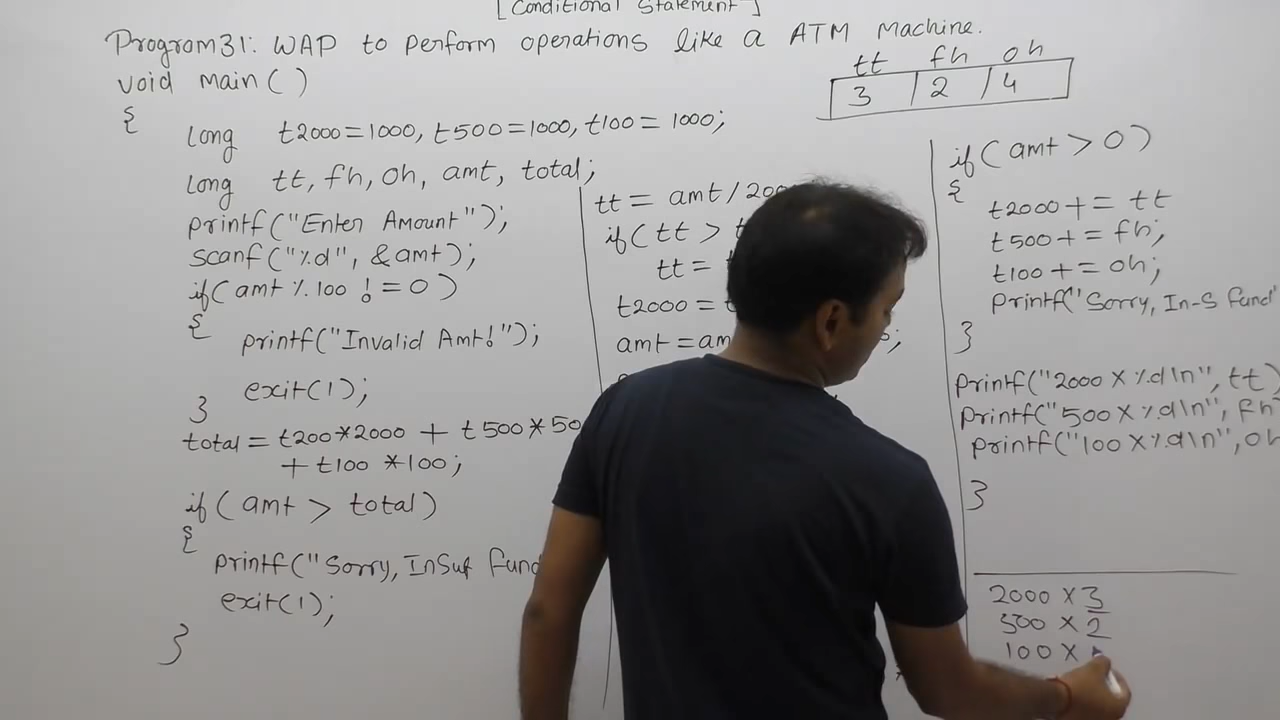 [Conditional Statement]
Program31: WAP to perform operations like a ATM Machine.
void main()
{
long t2000=1000, t500=1000, t100=1000;
long tt, fh, oh, amt, total;
printf("Enter Amount");
scanf("%d", &amt);
if(amt %100 != 0)
{
printf("Invalid Amt!");
exit(1);
}
total = t200*2000 + t500*50
+ t100 *100;
if(amt > total)
{
printf("Sorry, InSuf Fund
exit(1);
}
tt = amt/200
if(tt >
tt =
t2000 =
amt =
tt fh oh
3 2 4
if(amt > 0)
{
t2000 += tt
t500 += fh;
t100 += oh;
printf("Sorry, In-S Fund"
}
printf("2000 X %d\n", tt)
printf("500 X %d\n", fh
printf("100 X %d\n", oh
}
2000 X 3
500 X 2
100 X